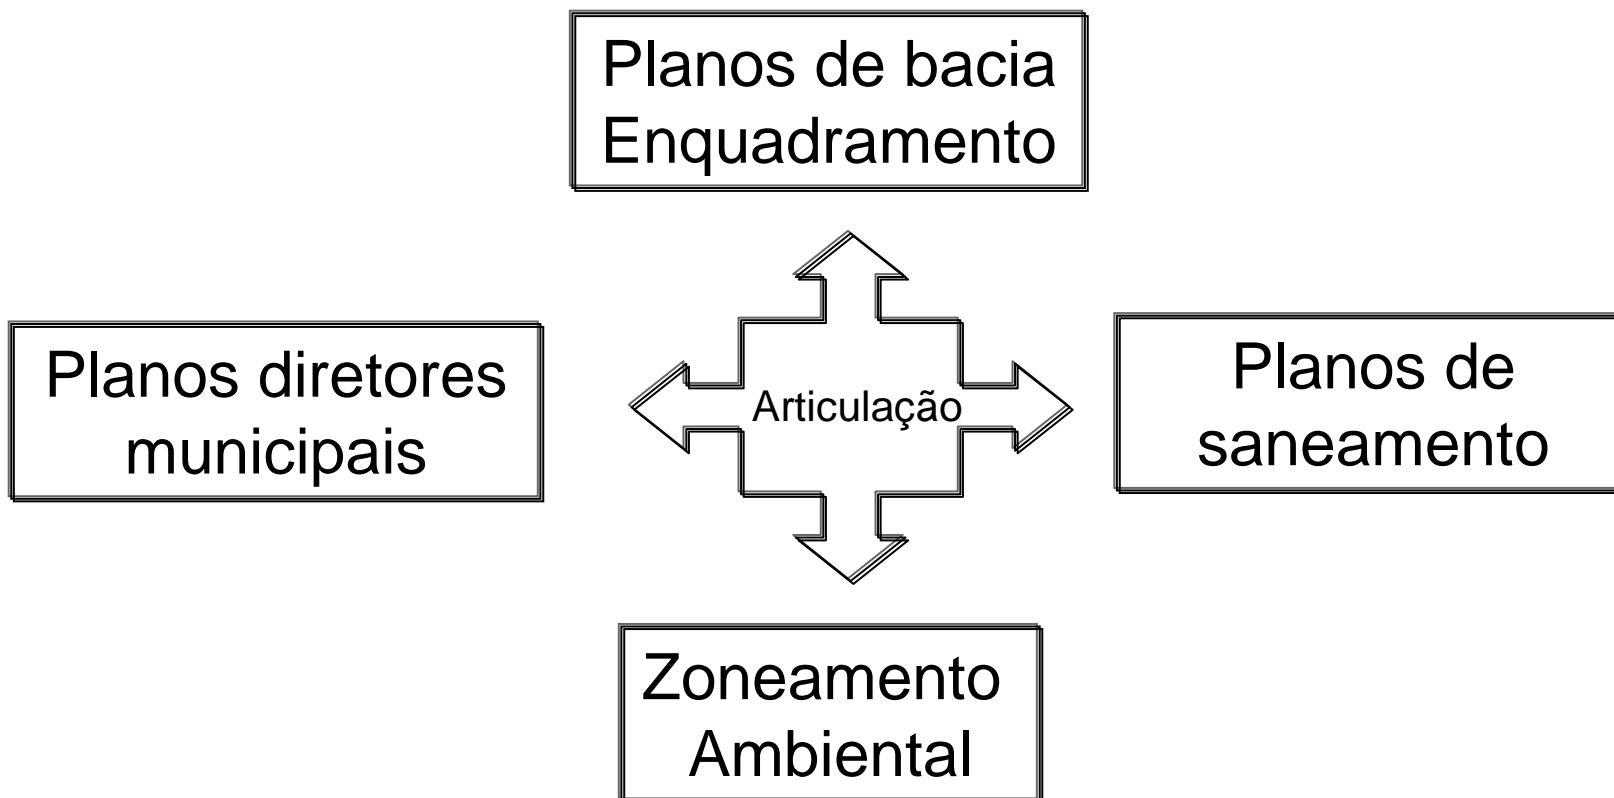 Planos de bacia
Enquadramento
Planos diretores
municipais
Articulação
Planos de
saneamento
Zoneamento
Ambiental